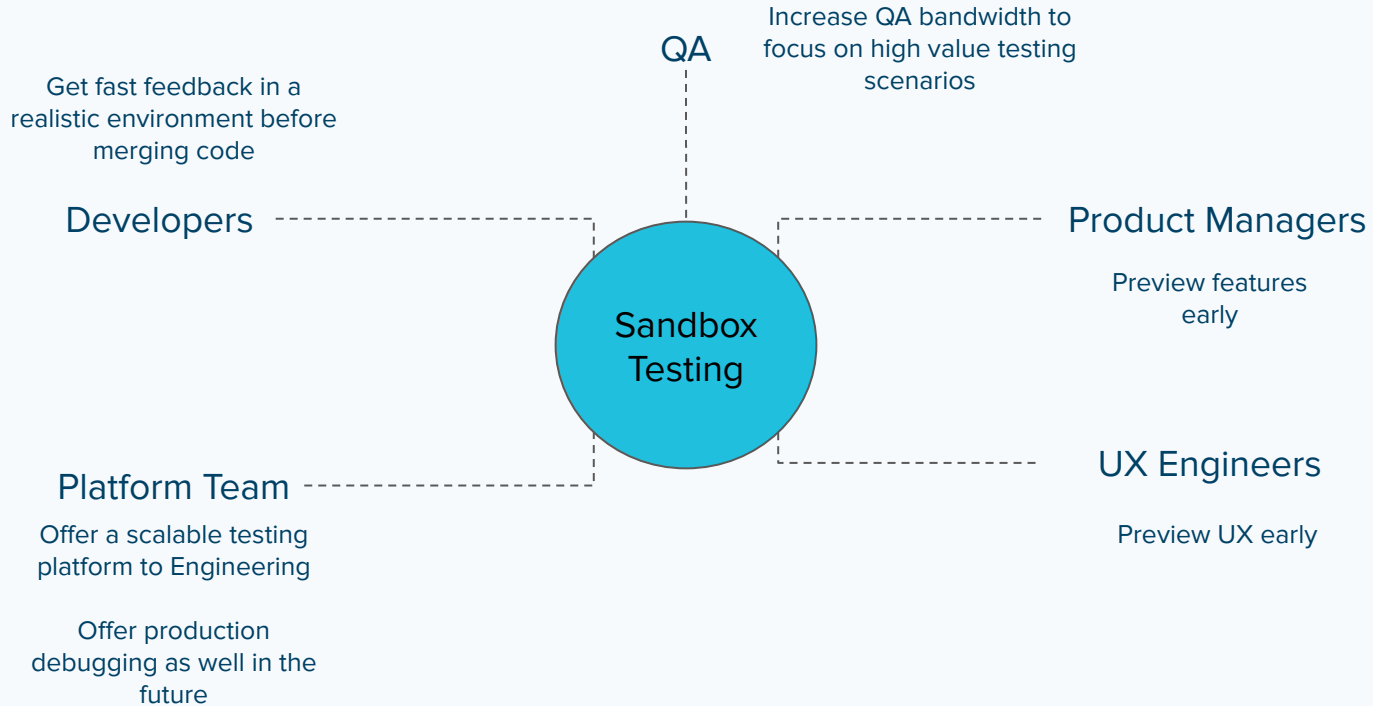 QA
Increase QA bandwidth to
focus on high value testing
scenarios
Get fast feedback in a
realistic environment before
merging code
Developers
Product Managers
Preview features
early
Sandbox
Testing
Platform Team
Offer a scalable testing
platform to Engineering
Offer production
debugging as well in the
future
UX Engineers
Preview UX early